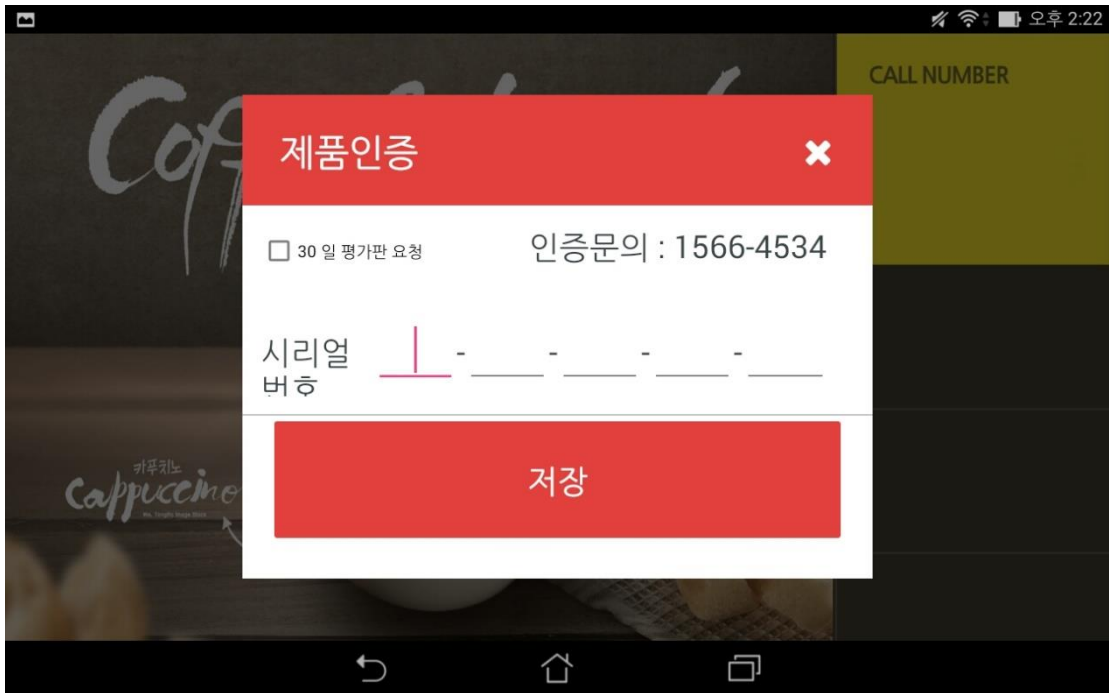 오후 2:22
CALL NUMBER
제품인증
30 일 평가판 요청
인증문의 : 1566-4534
시리얼
번호
- - - -
저장
카푸치노
Cappuccino